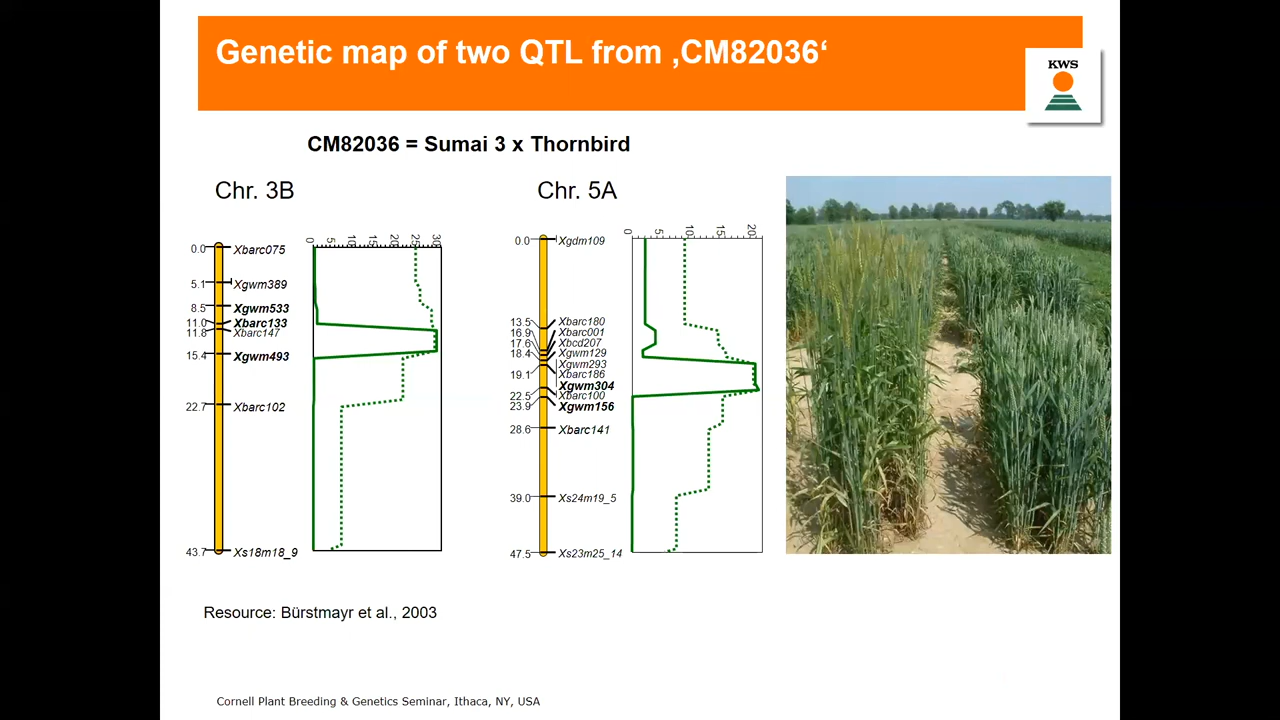 Genetic map of two QTL from ‚CM82036‘
KWS
CM82036 = Sumai 3 x Thornbird
Chr. 3B
0 5 10 15 20 25 30
0.0 Xbarc075
5.1 Xgwm389
8.5 Xgwm533
11.0 Xbarc133
11.8 Xbarc147
15.4 Xgwm493
22.7 Xbarc102
43.7 Xs18m18_9
Chr. 5A
0 5 10 15 20
0.0 Xgdm109
13.5 Xbarc180
16.9 Xbarc001
17.6 Xbcd207
18.4 Xgwm129
Xgwm293
19.1 Xbarc186
Xgwm304
22.5 Xbarc100
23.9 Xgwm156
28.6 Xbarc141
39.0 Xs24m19_5
47.5 Xs23m25_14
Resource: Bürstmayr et al., 2003
Cornell Plant Breeding & Genetics Seminar, Ithaca, NY, USA